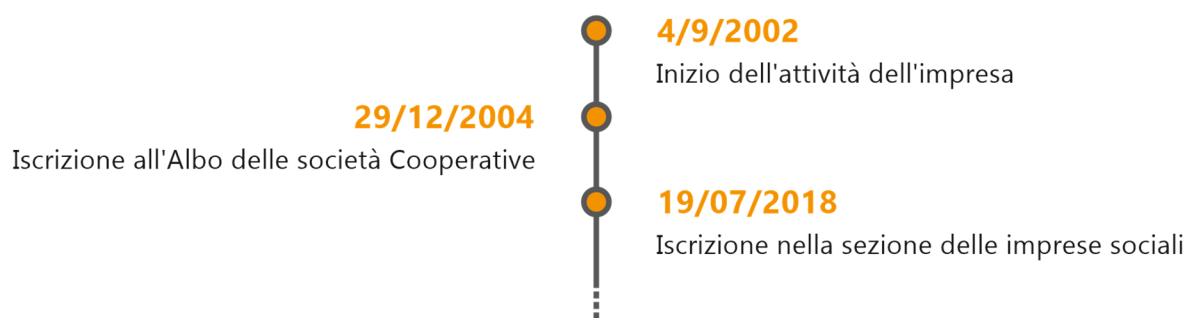 4/9/2002
Inizio dell'attività dell'impresa
29/12/2004
Iscrizione all'Albo delle società Cooperative
19/07/2018
Iscrizione nella sezione delle imprese sociali